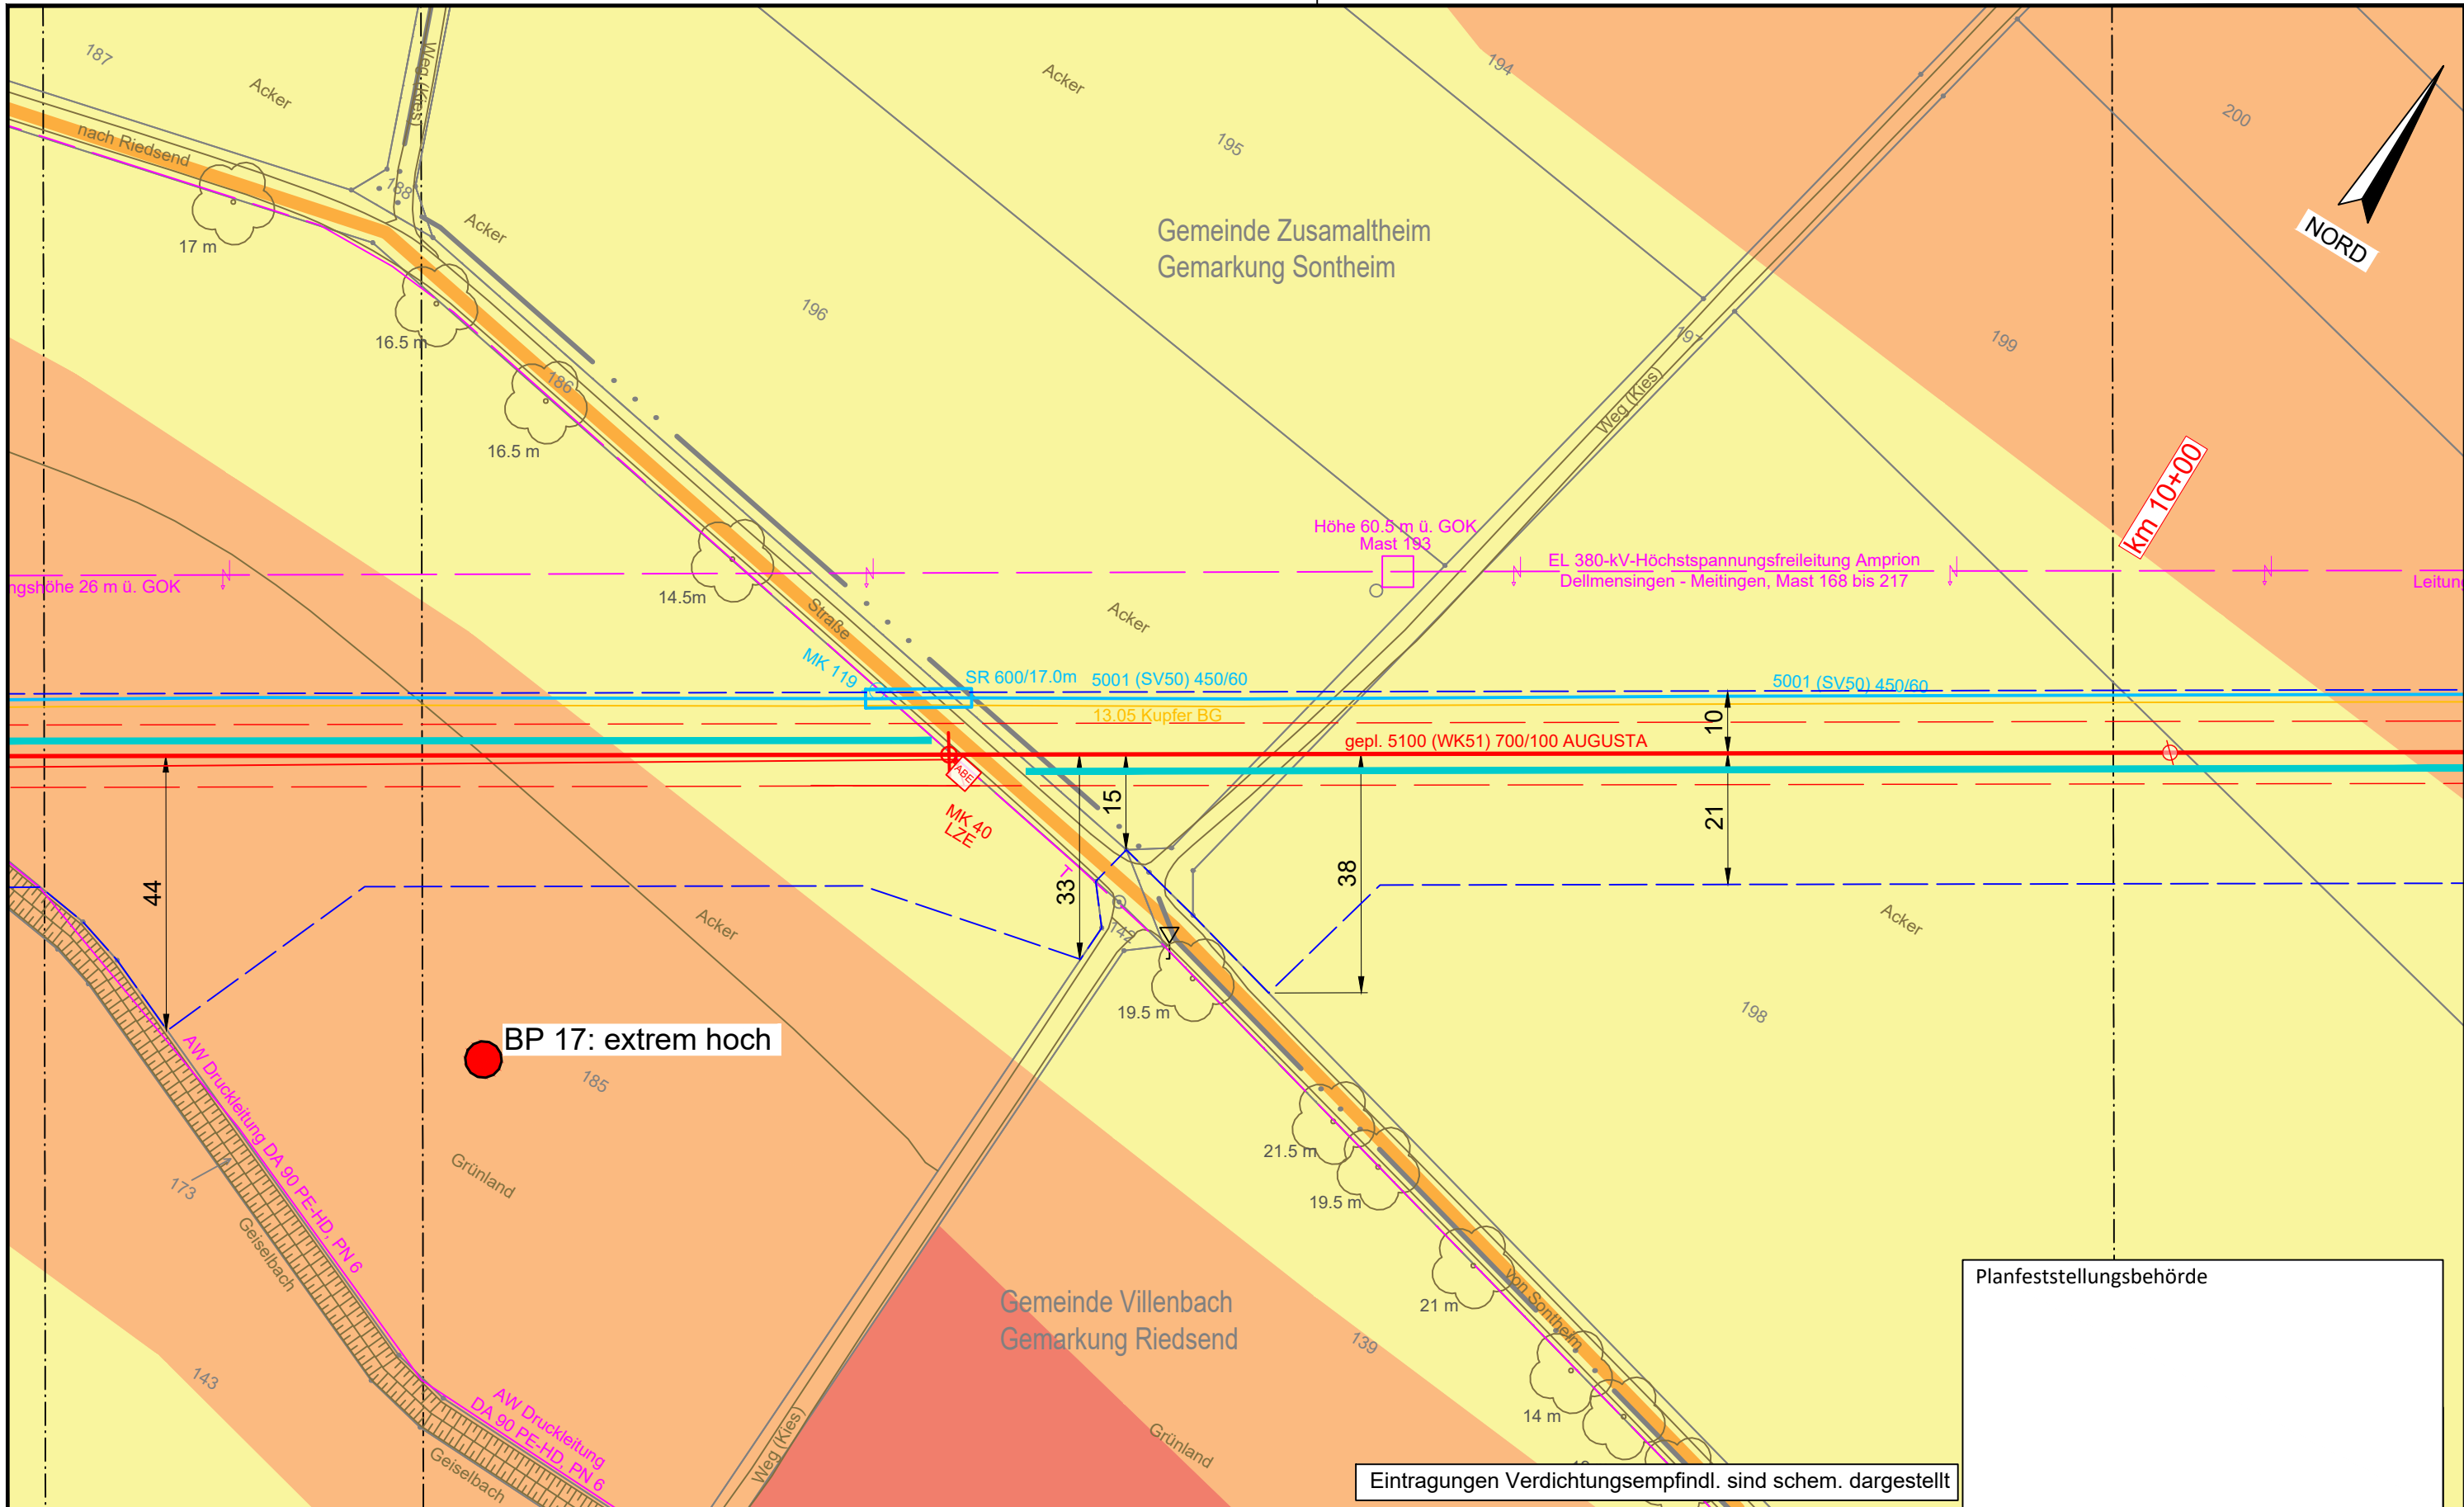 187
Acker
Weg (Kies)
nach Riedsend
188
Acker
17 m
16.5 m
186
16.5 m
14.5m
Straße
Acker
195
194
200
NORD
Gemeinde Zusamaltheim
Gemarkung Sontheim
196
197
199
Weg (Kies)
km 10+00
Höhe 60.5 m ü. GOK
Mast 193
EL 380-kV-Höchstspannungsfreileitung Amprion
Dellmensingen - Meitingen, Mast 168 bis 217
ngshöhe 26 m ü. GOK
Leitung
Acker
MK 119
SR 600/17.0m
5001 (SV50) 450/60
5001 (SV50) 450/60
13.05 Kupfer BG
10
gepl. 5100 (WK51) 700/100 AUGUSTA
ABE
MK 40
LZE
15
21
38
33
44
T
Acker
142
Acker
19.5 m
198
BP 17: extrem hoch
185
AW Druckleitung DA 90 PE-HD, PN 6
Grünland
173
Geiselbach
21.5 m
19.5 m
21 m
von Sontheim
Planfeststellungsbehörde
Gemeinde Villenbach
Gemarkung Riedsend
139
143
14 m
AW Druckleitung
DA 90 PE-HD, PN 6
Geiselbach
Weg (Kies)
Grünland
Eintragungen Verdichtungsempfindl. sind schem. dargestellt